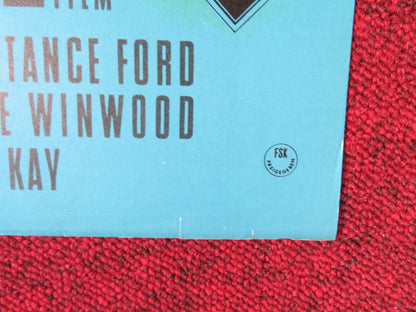 FILM
TANCE FORD
E WINWOOD
KAY
FSK
FREIGEGEBEN